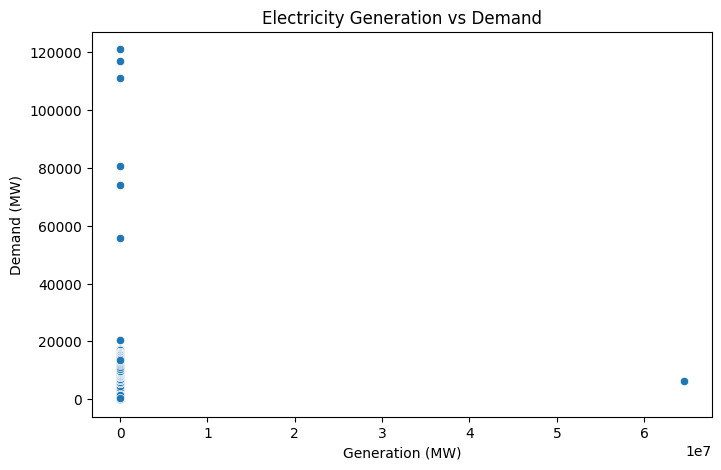 Electricity Generation vs Demand
120000
100000
80000
60000
40000
20000
0
Demand (MW)
0 1 2 3 4 5 6
1e7
Generation (MW)